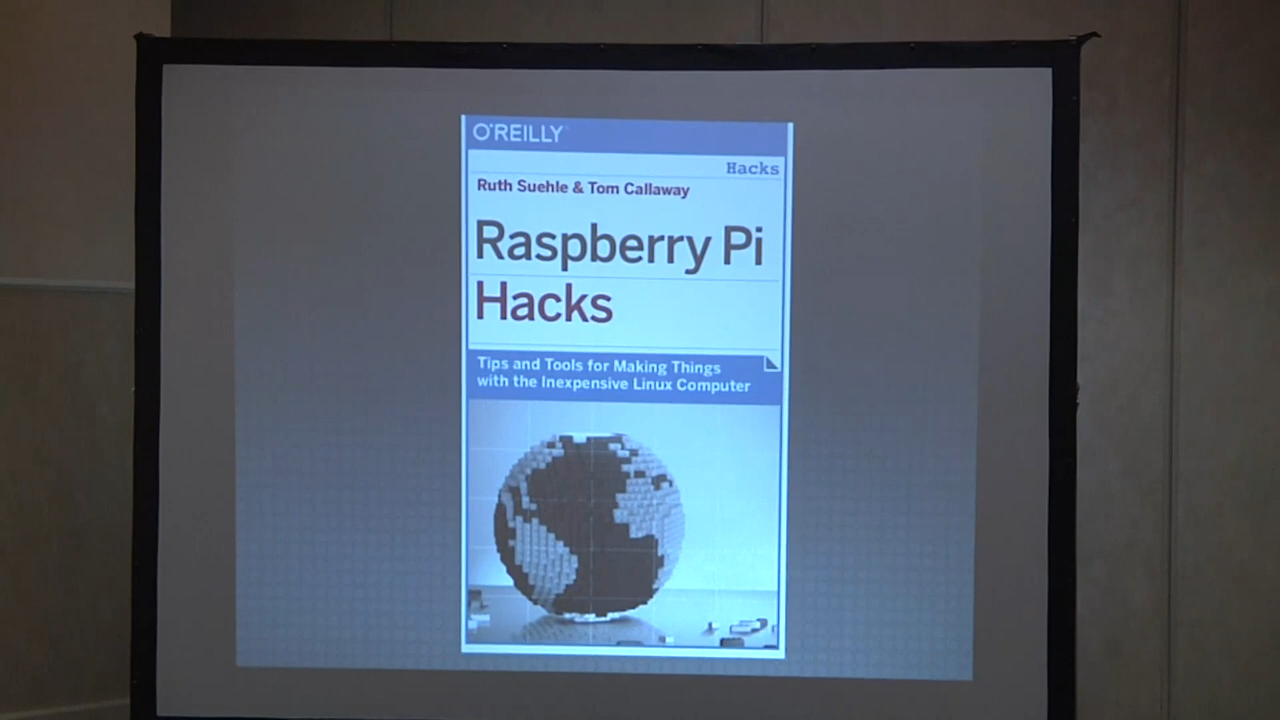 O'REILLY
Hacks
Ruth Suehle & Tom Callaway
Raspberry Pi
Hacks
Tips and Tools for Making Things
with the Inexpensive Linux Computer